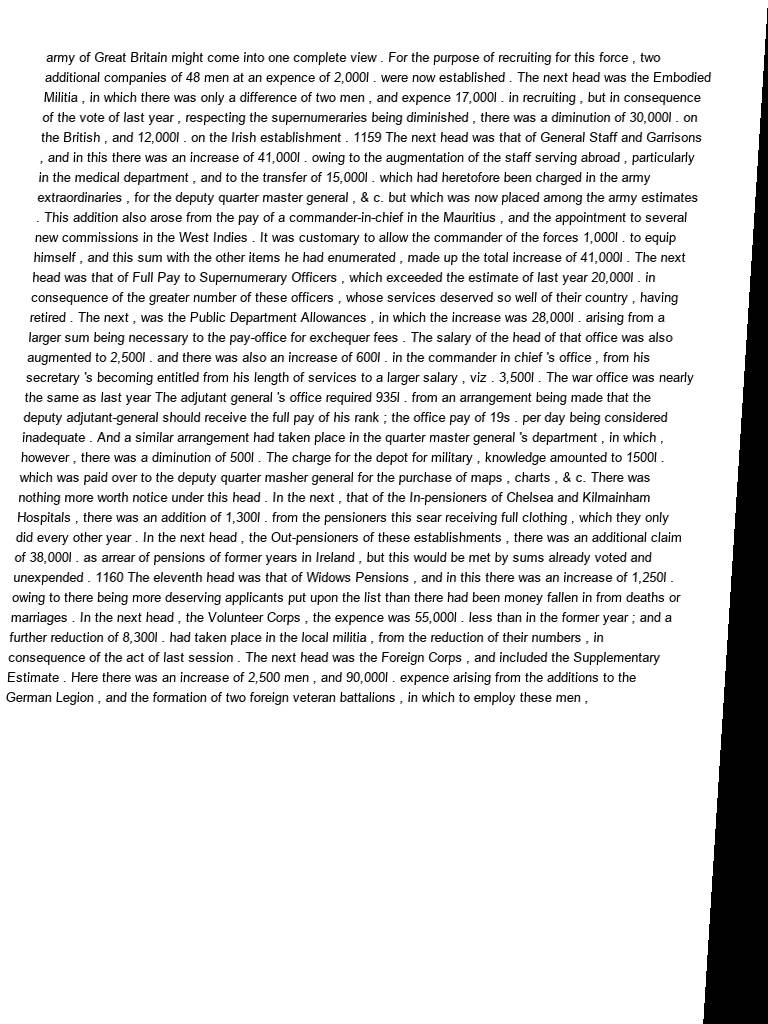 army of Great Britain might come into one complete view . For the purpose of recruiting for this force , two
additional companies of 48 men at an expence of 2,000l . were now established . The next head was the Embodied
Militia , in which there was only a difference of two men , and expence 17,000l . in recruiting , but in consequence
of the vote of last year , respecting the supernumeraries being diminished , there was a diminution of 30,000l . on
the British , and 12,000l . on the Irish establishment . 1159 The next head was that of General Staff and Garrisons
, and in this there was an increase of 41,000l . owing to the augmentation of the staff serving abroad , particularly
in the medical department , and to the transfer of 15,000l . which had heretofore been charged in the army
extraordinaries , for the deputy quarter master general , & c. but which was now placed among the army estimates
. This addition also arose from the pay of a commander-in-chief in the Mauritius , and the appointment to several
new commissions in the West Indies . It was customary to allow the commander of the forces 1,000l . to equip
himself , and this sum with the other items he had enumerated , made up the total increase of 41,000l . The next
head was that of Full Pay to Supernumerary Officers , which exceeded the estimate of last year 20,000l . in
consequence of the greater number of these officers , whose services deserved so well of their country , having
retired . The next , was the Public Department Allowances , in which the increase was 28,000l . arising from a
larger sum being necessary to the pay-office for exchequer fees . The salary of the head of that office was also
augmented to 2,500l . and there was also an increase of 600l . in the commander in chief 's office , from his
secretary 's becoming entitled from his length of services to a larger salary , viz . 3,500l . The war office was nearly
the same as last year The adjutant general 's office required 935l . from an arrangement being made that the
deputy adjutant-general should receive the full pay of his rank ; the office pay of 19s . per day being considered
inadequate . And a similar arrangement had taken place in the quarter master general 's department , in which ,
however , there was a diminution of 500l . The charge for the depot for military , knowledge amounted to 1500l .
which was paid over to the deputy quarter masher general for the purchase of maps , charts , & c. There was
nothing more worth notice under this head . In the next , that of the In-pensioners of Chelsea and Kilmainham
Hospitals , there was an addition of 1,300l . from the pensioners this sear receiving full clothing , which they only
did every other year . In the next head , the Out-pensioners of these establishments , there was an additional claim
of 38,000l . as arrear of pensions of former years in Ireland , but this would be met by sums already voted and
unexpended . 1160 The eleventh head was that of Widows Pensions , and in this there was an increase of 1,250l .
owing to there being more deserving applicants put upon the list than there had been money fallen in from deaths or
marriages . In the next head , the Volunteer Corps , the expence was 55,000l . less than in the former year ; and a
further reduction of 8,300l . had taken place in the local militia , from the reduction of their numbers , in
consequence of the act of last session . The next head was the Foreign Corps , and included the Supplementary
Estimate . Here there was an increase of 2,500 men , and 90,000l . expence arising from the additions to the
German Legion , and the formation of two foreign veteran battalions , in which to employ these men ,